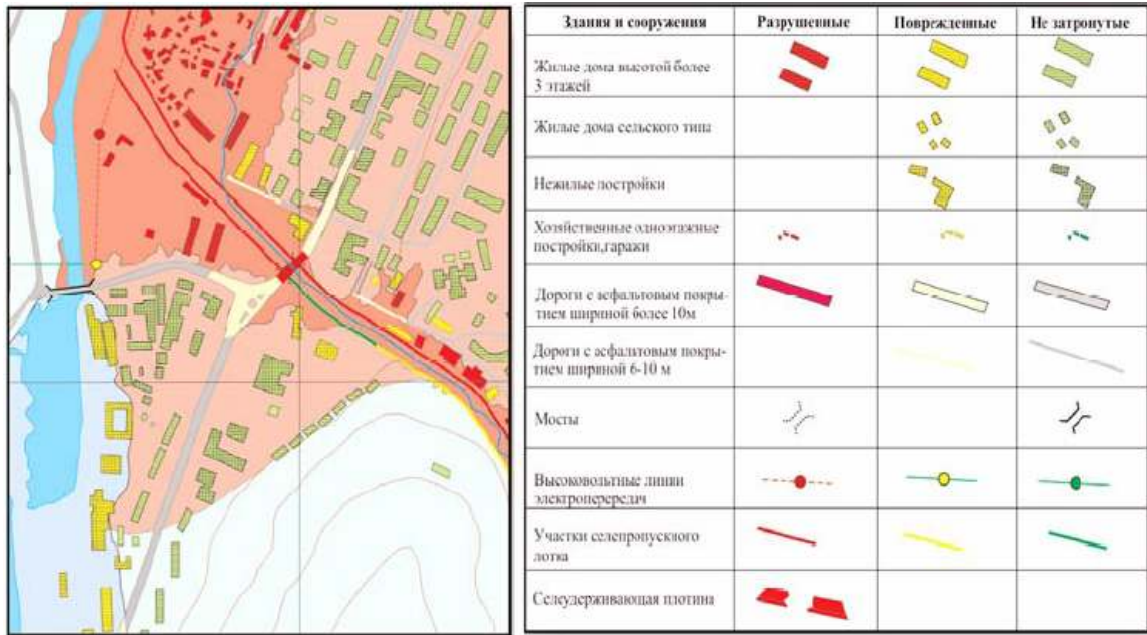 Здания и сооружения
Разрушенные
Поврежденные
Не затронутые
Жилые дома высотой более
3 этажей
Жилые дома сельского типа
Нежилые постройки
Хозяйственные одноэтажные
постройки,гаражи
Дороги с асфальтовым покры-
тием шириной более 10м
Дороги с асфальтовым покры-
тием шириной 6-10 м
Мосты
Высоковольтные линии
электроперередач
Участки селепропускного
лотка
Селеудерживающая плотина